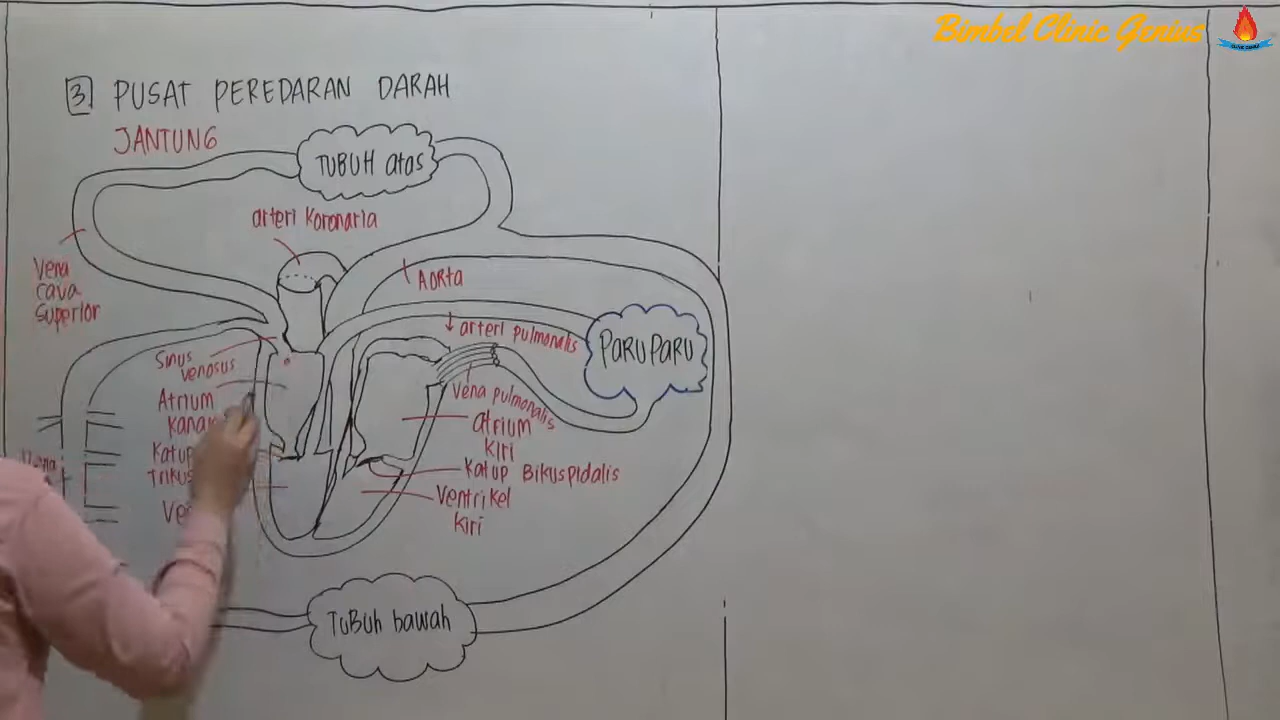 Bimbel Clinic Genius
3 PUSAT PEREDARAN DARAH
JANTUNG
TUBUH atas
arteri Koronaria
Vena
Cava
Superior
AORTA
arteri pulmonalis
PARU PARU
Sinus
Venosus
Vena pulmonalis
Atrium
Atrium
Kiri
Katup
Katup Bikuspidalis
Ventrikel
Kiri
TUBUH bawah